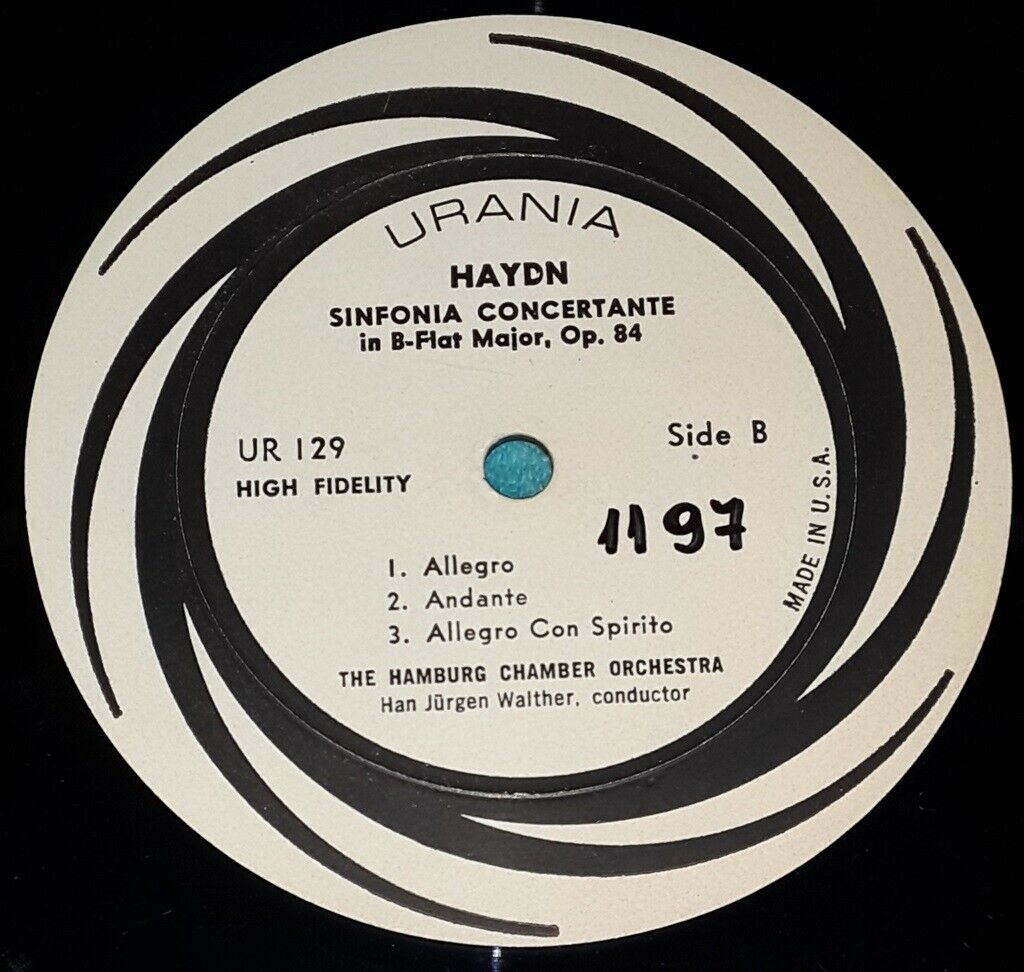 URANIA
HAYDN
SINFONIA CONCERTANTE
in B-Flat Major, Op. 84
UR 129
HIGH FIDELITY
Side B
1197
MADE IN U.S.A.
1. Allegro
2. Andante
3. Allegro Con Spirito
THE HAMBURG CHAMBER ORCHESTRA
Han Jürgen Walther, conductor